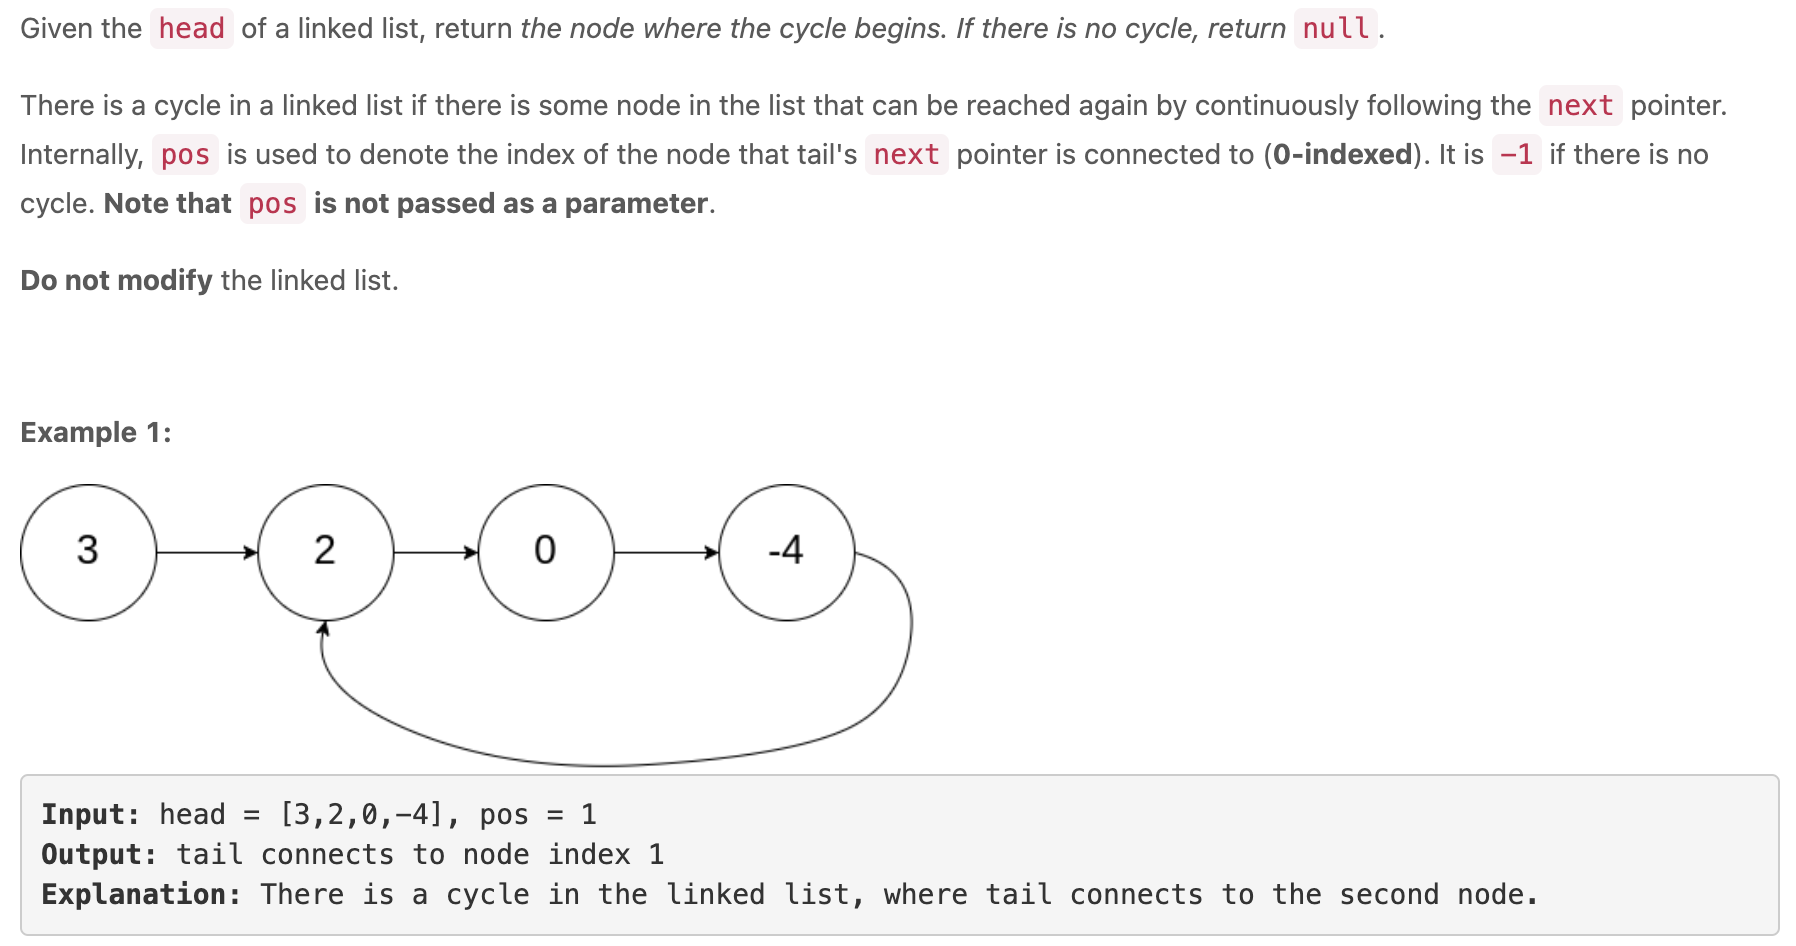 Given the head of a linked list, return the node where the cycle begins. If there is no cycle, return null.
There is a cycle in a linked list if there is some node in the list that can be reached again by continuously following the next pointer.
Internally, pos is used to denote the index of the node that tail's next pointer is connected to (0-indexed). It is -1 if there is no
cycle. Note that pos is not passed as a parameter.
Do not modify the linked list.
Example 1:
3 2 0 -4
Input: head = [3,2,0,-4], pos = 1
Output: tail connects to node index 1
Explanation: There is a cycle in the linked list, where tail connects to the second node.